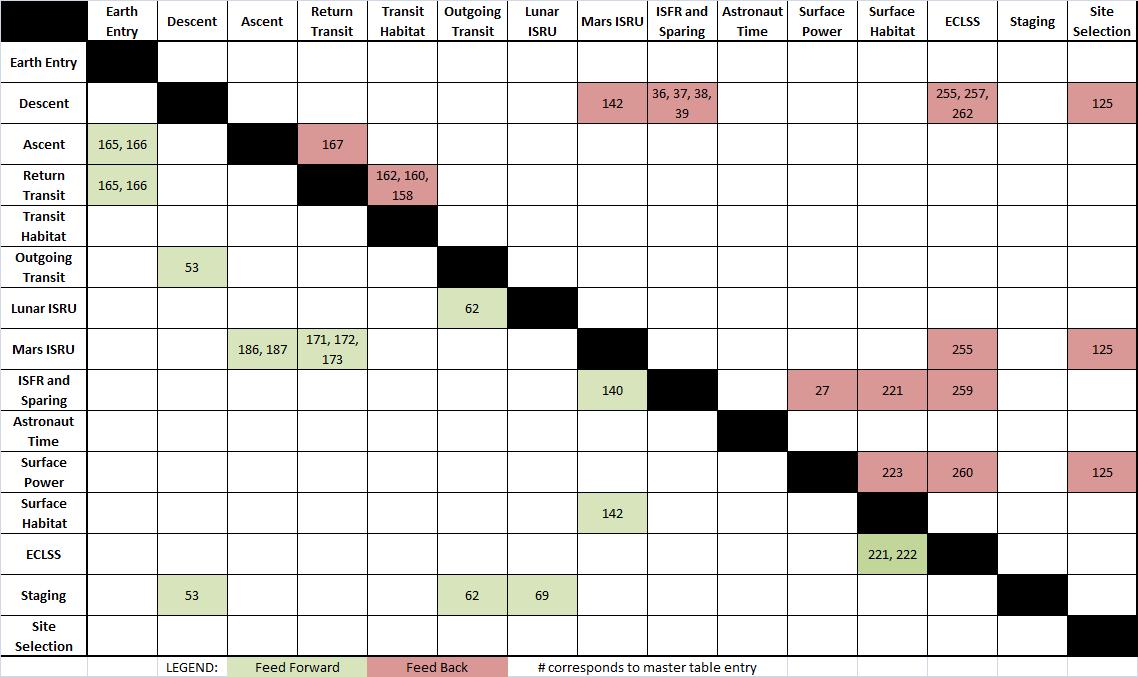 Earth Entry Descent Ascent Return Transit Transit Habitat Outgoing Transit Lunar ISRU Mars ISRU ISFR and Sparing Astronaut Time Surface Power Surface Habitat ECLSS Staging Site Selection
Earth Entry
Descent 142 36, 37, 38, 39 255, 257, 262 125
Ascent 165, 166 167
Return Transit 165, 166 162, 160, 158
Transit Habitat
Outgoing Transit 53
Lunar ISRU 62
Mars ISRU 186, 187 171, 172, 173 255 125
ISFR and Sparing 140 27 221 259
Astronaut Time
Surface Power 223 260 125
Surface Habitat 142
ECLSS 221, 222
Staging 53 62 69
Site Selection
LEGEND: Feed Forward Feed Back # corresponds to master table entry